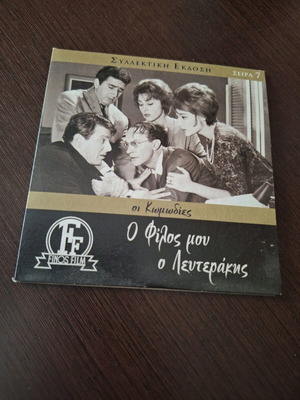 ΣΥΛΛΕΚΤΙΚΗ ΕΚΔΟΣΗ
ΣΕΙΡΑ 7
οι Κωμωδίες
Ο Φίλος μου
ο Λευτεράκης
FF
FINOS FILM